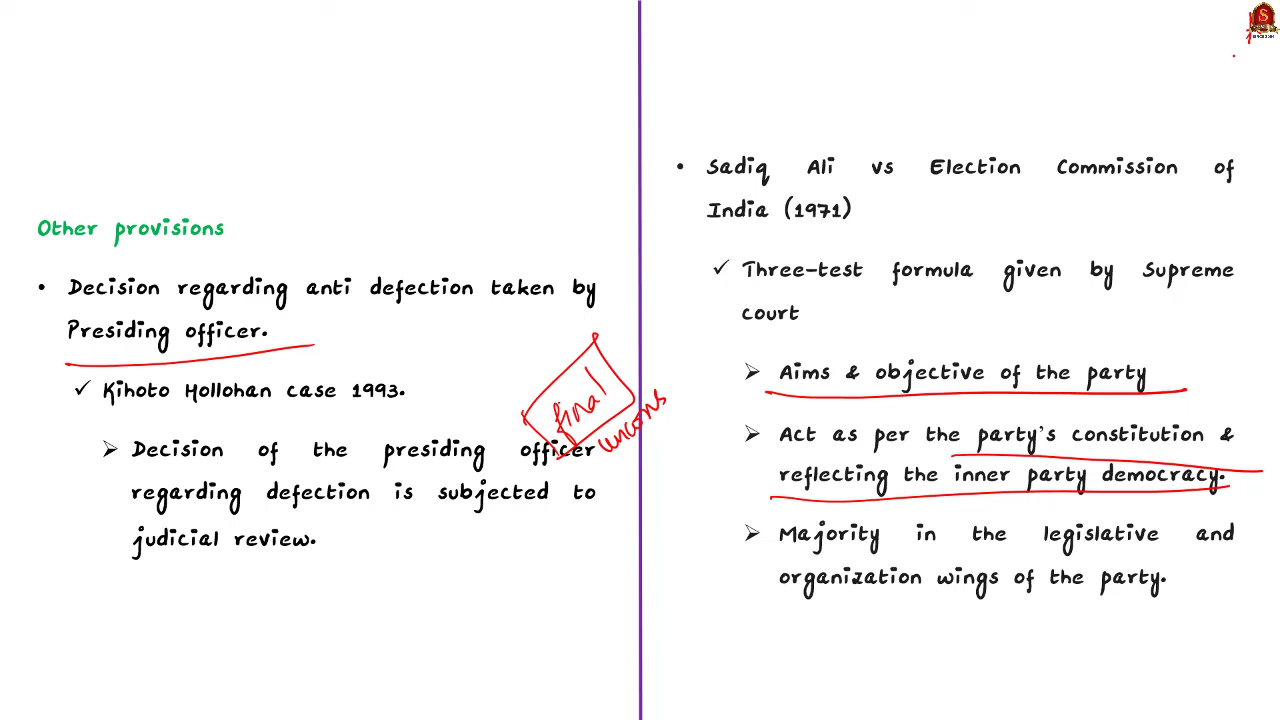 Other provisions
• Decision regarding anti defection taken by
Presiding officer.
✓ Kihoto Hollohan case 1993.
➢ Decision of the presiding officer
regarding defection is subjected to
judicial review.
final
uncons
• Sadiq Ali vs Election Commission of
India (1971)
✓ Three-test formula given by Supreme
court
➢ Aims & objective of the party
➢ Act as per the party's constitution &
reflecting the inner party democracy.
➢ Majority in the legislative and
organization wings of the party.